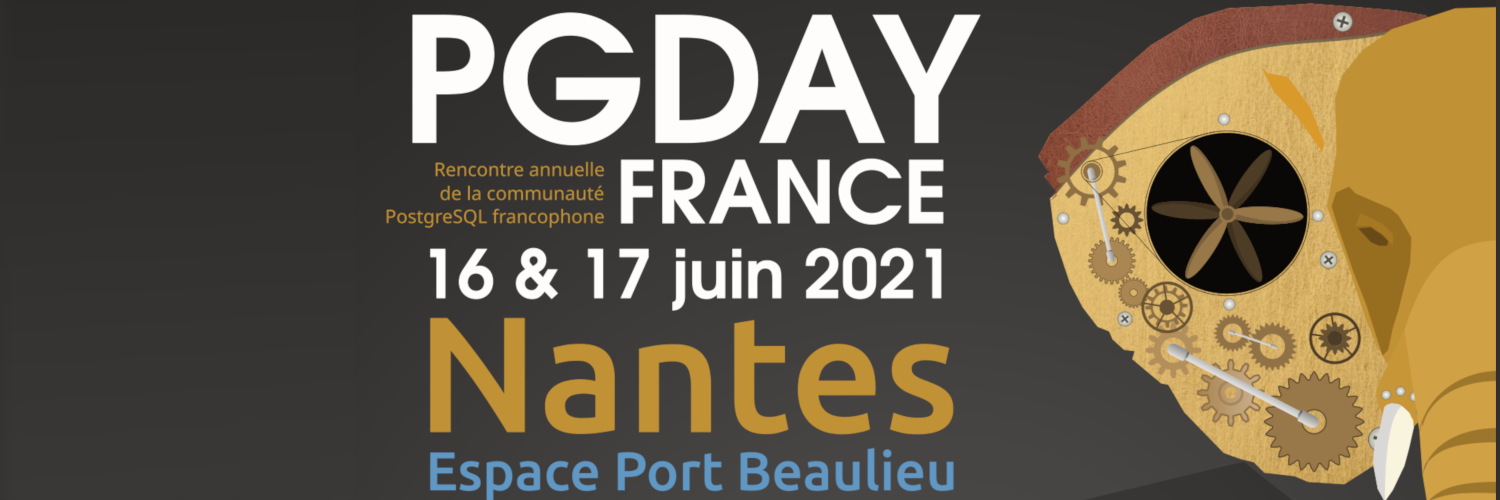 PGDAY
Rencontre annuelle
de la communauté
PostgreSQL francophone
FRANCE
16 & 17 juin 2021
Nantes
Espace Port Beaulieu